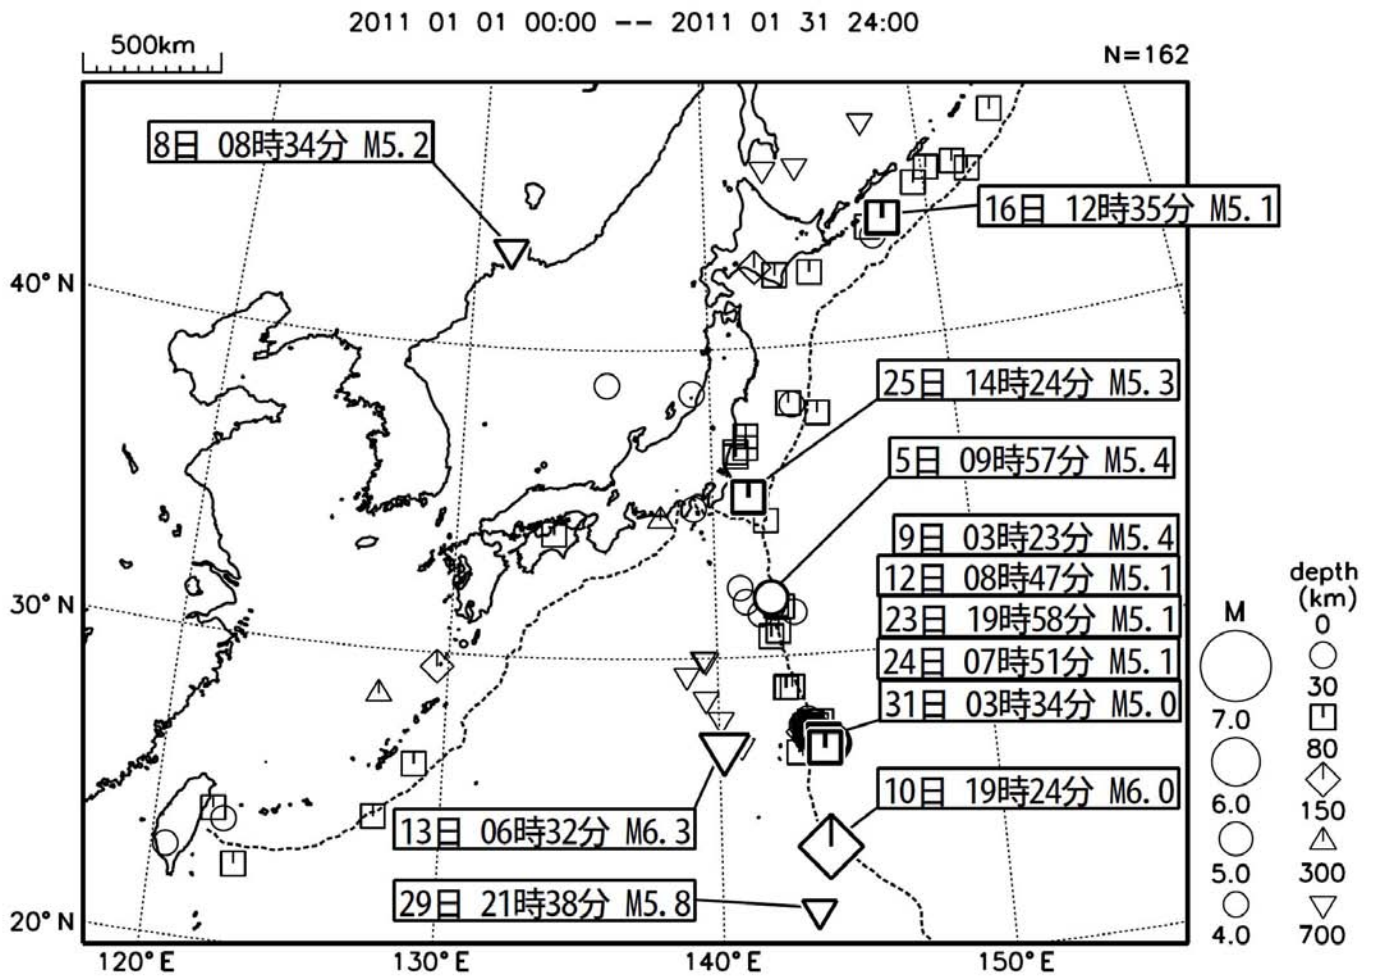 2011 01 01 00:00 -- 2011 01 31 24:00
500km
N=162
8日 08時34分 M5.2
16日 12時35分 M5.1
40°N
25日 14時24分 M5.3
5日 09時57分 M5.4
9日 03時23分 M5.4
12日 08時47分 M5.1
23日 19時58分 M5.1
24日 07時51分 M5.1
31日 03時34分 M5.0
30°N
10日 19時24分 M6.0
13日 06時32分 M6.3
29日 21時38分 M5.8
20°N
120°E 130°E 140°E 150°E
M
7.0
6.0
5.0
4.0
depth
(km)
0
30
80
150
300
700